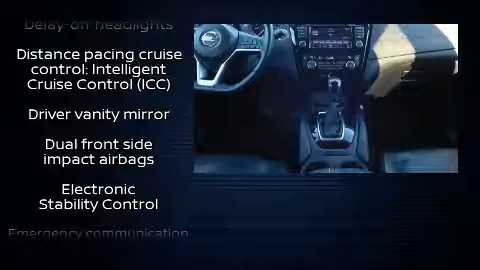 Delay-off headlights
Distance pacing cruise
control: Intelligent
Cruise Control (ICC)
Driver vanity mirror
Dual front side
impact airbags
Electronic
Stability Control
Emergency communication